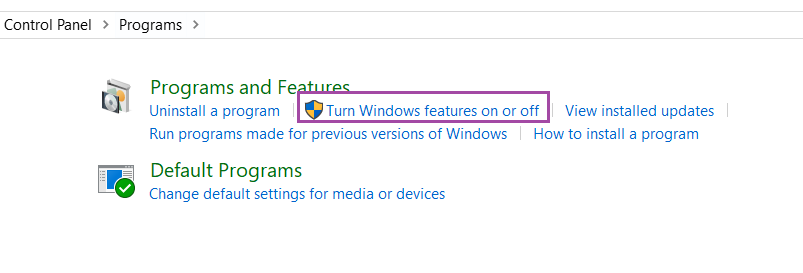 Control Panel > Programs >
Programs and Features
Uninstall a program | Turn Windows features on or off | View installed updates |
Run programs made for previous versions of Windows | How to install a program
Default Programs
Change default settings for media or devices